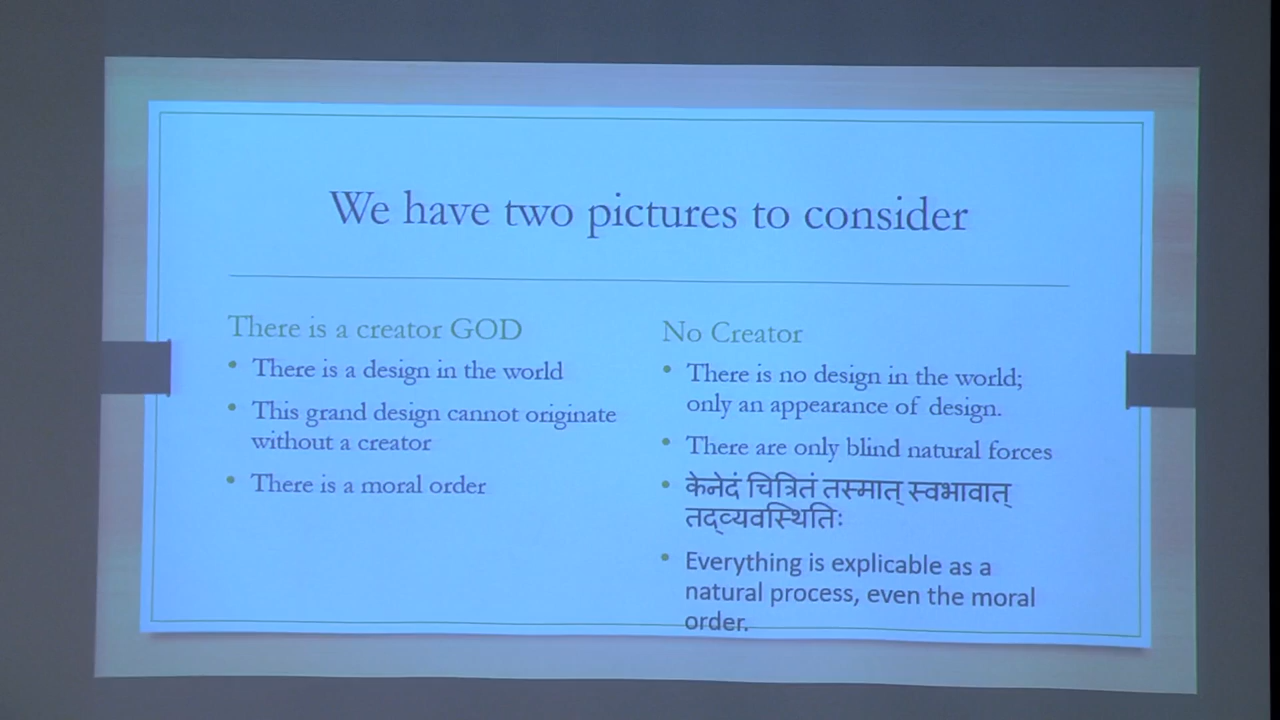 We have two pictures to consider
There is a creator GOD
• There is a design in the world
• This grand design cannot originate
without a creator
• There is a moral order
No Creator
• There is no design in the world;
only an appearance of design.
• There are only blind natural forces
• केनेदं चित्रितं तस्मात् स्वभावात्
तद्व्यवस्थितिः
• Everything is explicable as a
natural process, even the moral
order.